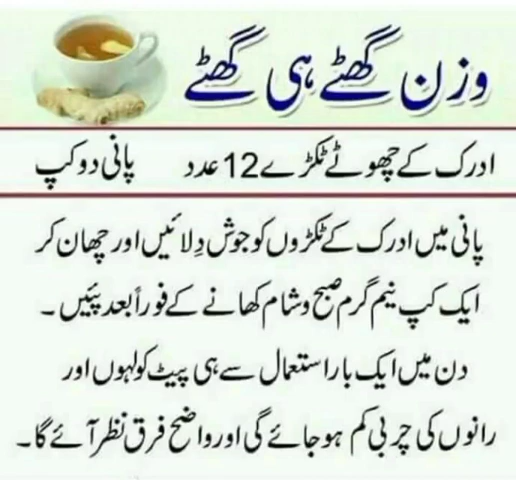 وزن گھٹے ہی گھٹے
ادرک کے چھوٹے ٹکڑے 12 عدد پانی دو کپ
پانی میں ادرک کے ٹکڑوں کو جوش دِلائیں اور چھان کر
ایک کپ نیم گرم صبح و شام کھانے کے فوراً بعد پئیں۔
دن میں ایک بار استعمال سے ہی پیٹ کولہوں اور
رانوں کی چربی کم ہو جائے گی اور واضح فرق نظر آئے گا۔